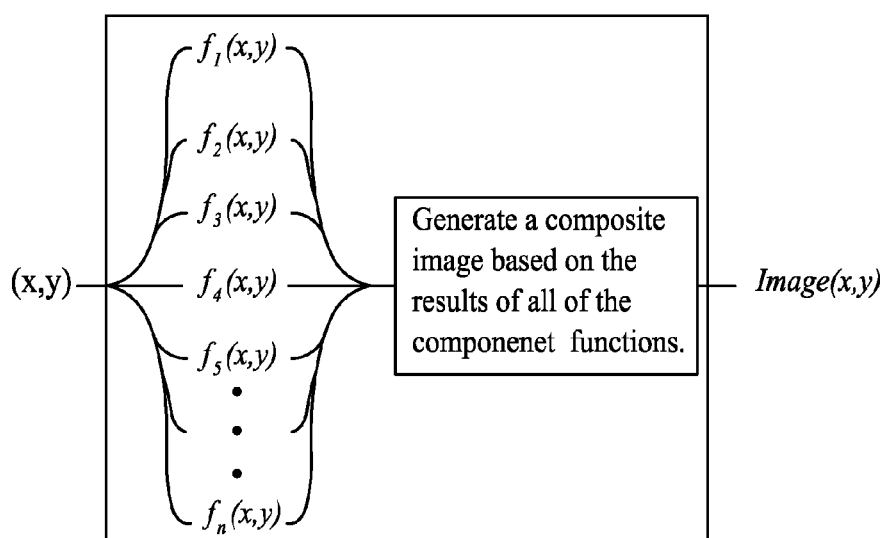 f1(x,y)
f2(x,y)
f3(x,y)
(x,y)
f4(x,y)
f5(x,y)
fn(x,y)
Generate a composite
image based on the
results of all of the
componenet functions.
Image(x,y)